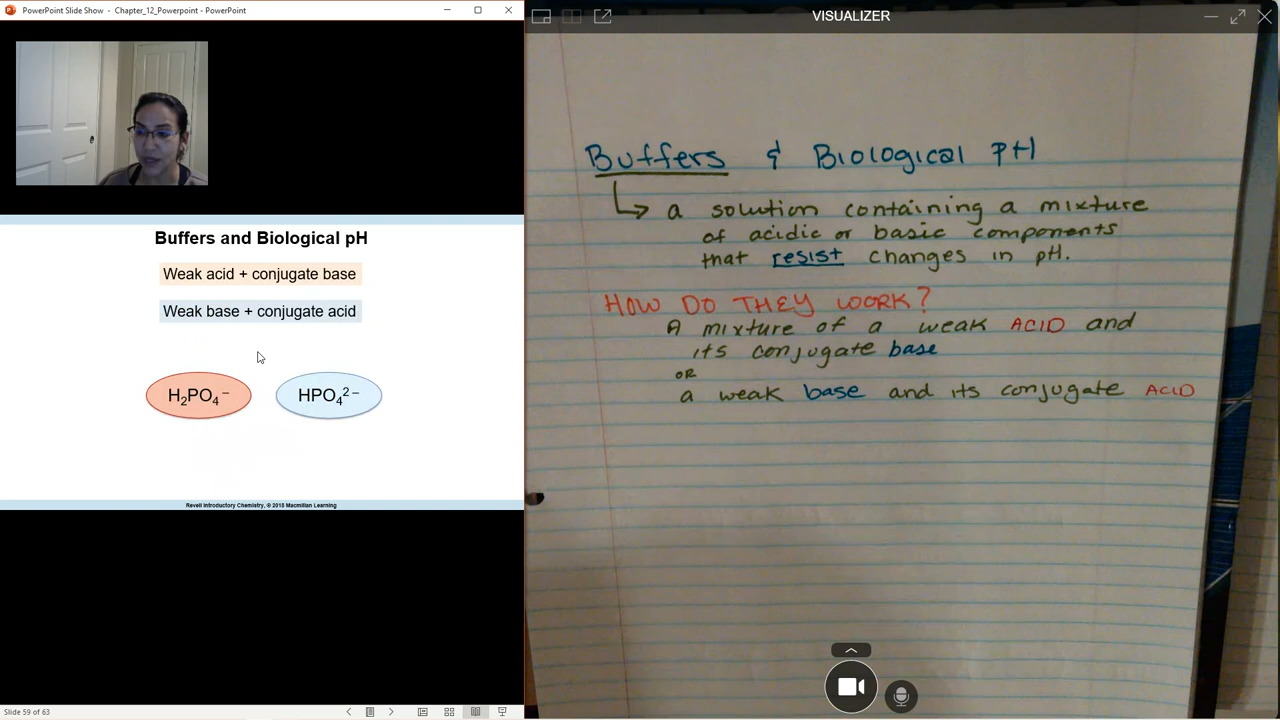 PowerPoint Slide Show - Chapter_12_Powerpoint - PowerPoint
Buffers and Biological pH
Weak acid + conjugate base
Weak base + conjugate acid
H₂PO₄⁻
HPO₄²⁻
Revell Introductory Chemistry, © 2018 Macmillan Learning
Slide 59 of 63
VISUALIZER
Buffers & Biological pH
↳ a solution containing a mixture
of acidic or basic components
that resist changes in pH.
HOW DO THEY WORK?
A mixture of a weak ACID and
its conjugate base
OR
a weak base and its conjugate ACID